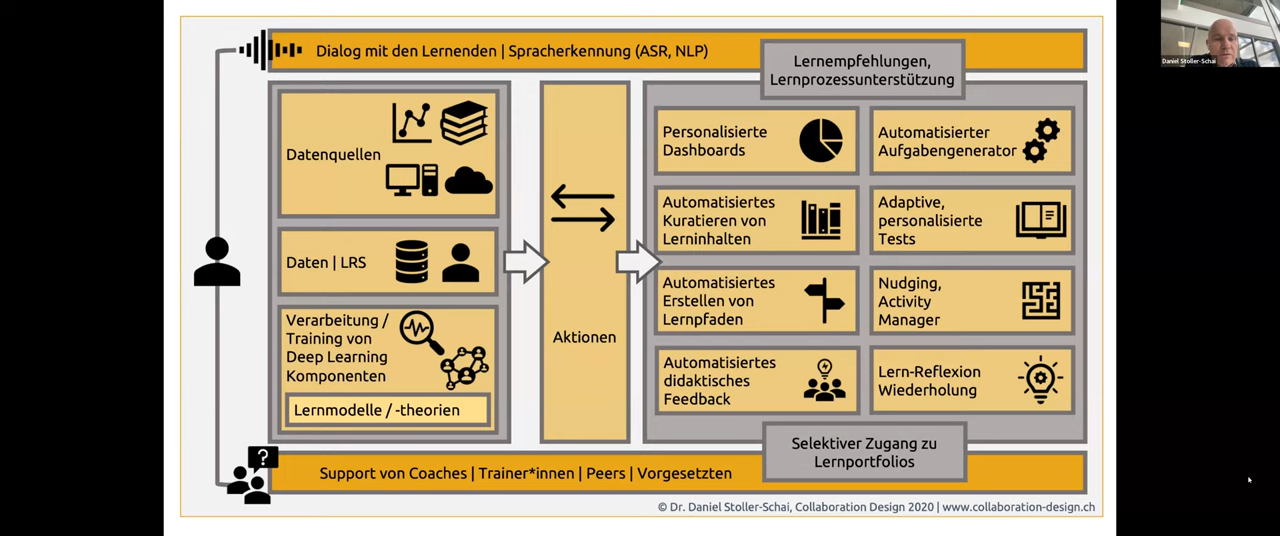 Dialog mit den Lernenden | Spracherkennung (ASR, NLP)
Lernempfehlungen,
Lernprozessunterstützung
Daniel Stoller-Schai
Datenquellen
Daten | LRS
Verarbeitung /
Training von
Deep Learning
Komponenten
Lernmodelle / -theorien
Aktionen
Personalisierte
Dashboards
Automatisierter
Aufgabengenerator
Automatisiertes
Kuratieren von
Lerninhalten
Adaptive,
personalisierte
Tests
Automatisiertes
Erstellen von
Lernpfaden
Nudging,
Activity
Manager
Automatisiertes
didaktisches
Feedback
Lern-Reflexion
Wiederholung
Selektiver Zugang zu
Lernportfolios
?
Support von Coaches | Trainer*innen | Peers | Vorgesetzten
© Dr. Daniel Stoller-Schai, Collaboration Design 2020 | www.collaboration-design.ch